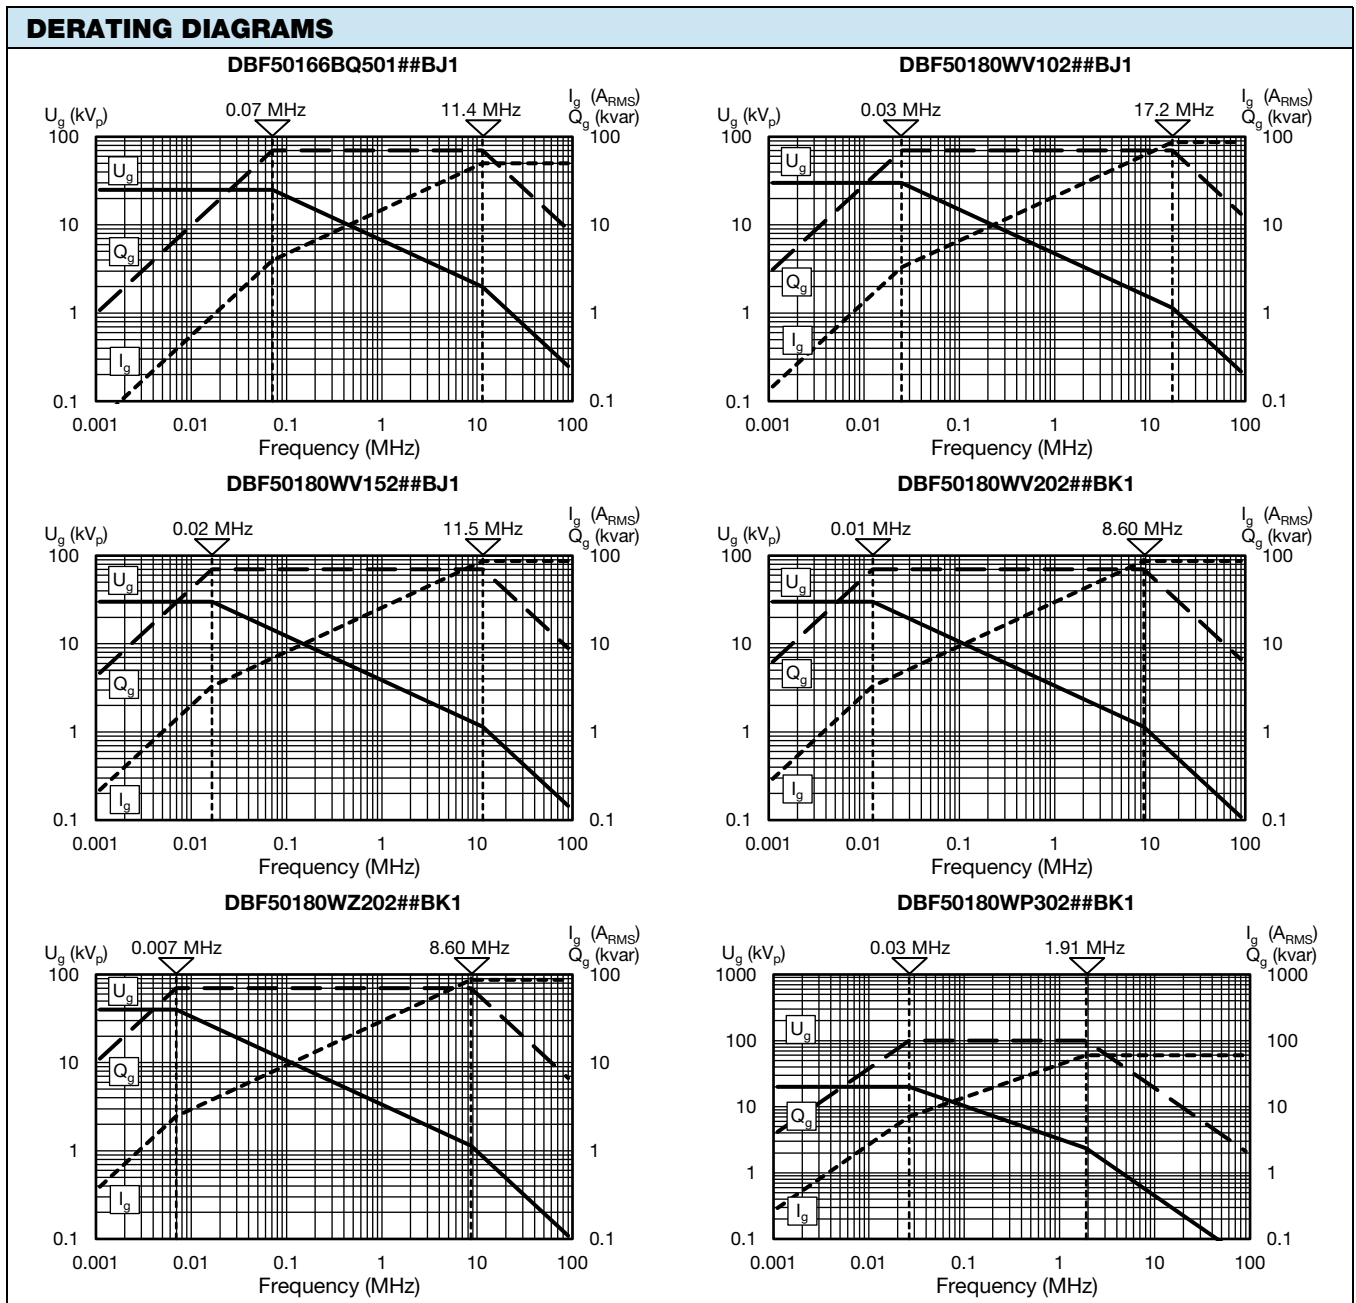 DERATING DIAGRAMS
DBF50166BQ501##BJ1
Ug (kVp)
0.07 MHz
11.4 MHz
Ig (ARMS)
Qg (kvar)
100
10
1
0.1
Ug
Qg
Ig
100
10
1
0.1
0.001 0.01 0.1 1 10 100
Frequency (MHz)
DBF50180WV102##BJ1
Ug (kVp)
0.03 MHz
17.2 MHz
Ig (ARMS)
Qg (kvar)
100
10
1
0.1
Ug
Qg
Ig
100
10
1
0.1
0.001 0.01 0.1 1 10 100
Frequency (MHz)
DBF50180WV152##BJ1
Ug (kVp)
0.02 MHz
11.5 MHz
Ig (ARMS)
Qg (kvar)
100
10
1
0.1
Ug
Qg
Ig
100
10
1
0.1
0.001 0.01 0.1 1 10 100
Frequency (MHz)
DBF50180WV202##BK1
Ug (kVp)
0.01 MHz
8.60 MHz
Ig (ARMS)
Qg (kvar)
100
10
1
0.1
Ug
Qg
Ig
100
10
1
0.1
0.001 0.01 0.1 1 10 100
Frequency (MHz)
DBF50180WZ202##BK1
Ug (kVp)
0.007 MHz
8.60 MHz
Ig (ARMS)
Qg (kvar)
100
10
1
0.1
Ug
Qg
Ig
100
10
1
0.1
0.001 0.01 0.1 1 10 100
Frequency (MHz)
DBF50180WP302##BK1
Ug (kVp)
0.03 MHz
1.91 MHz
Ig (ARMS)
Qg (kvar)
1000
100
10
1
0.1
Ug
Qg
Ig
1000
100
10
1
0.1
0.001 0.01 0.1 1 10 100
Frequency (MHz)